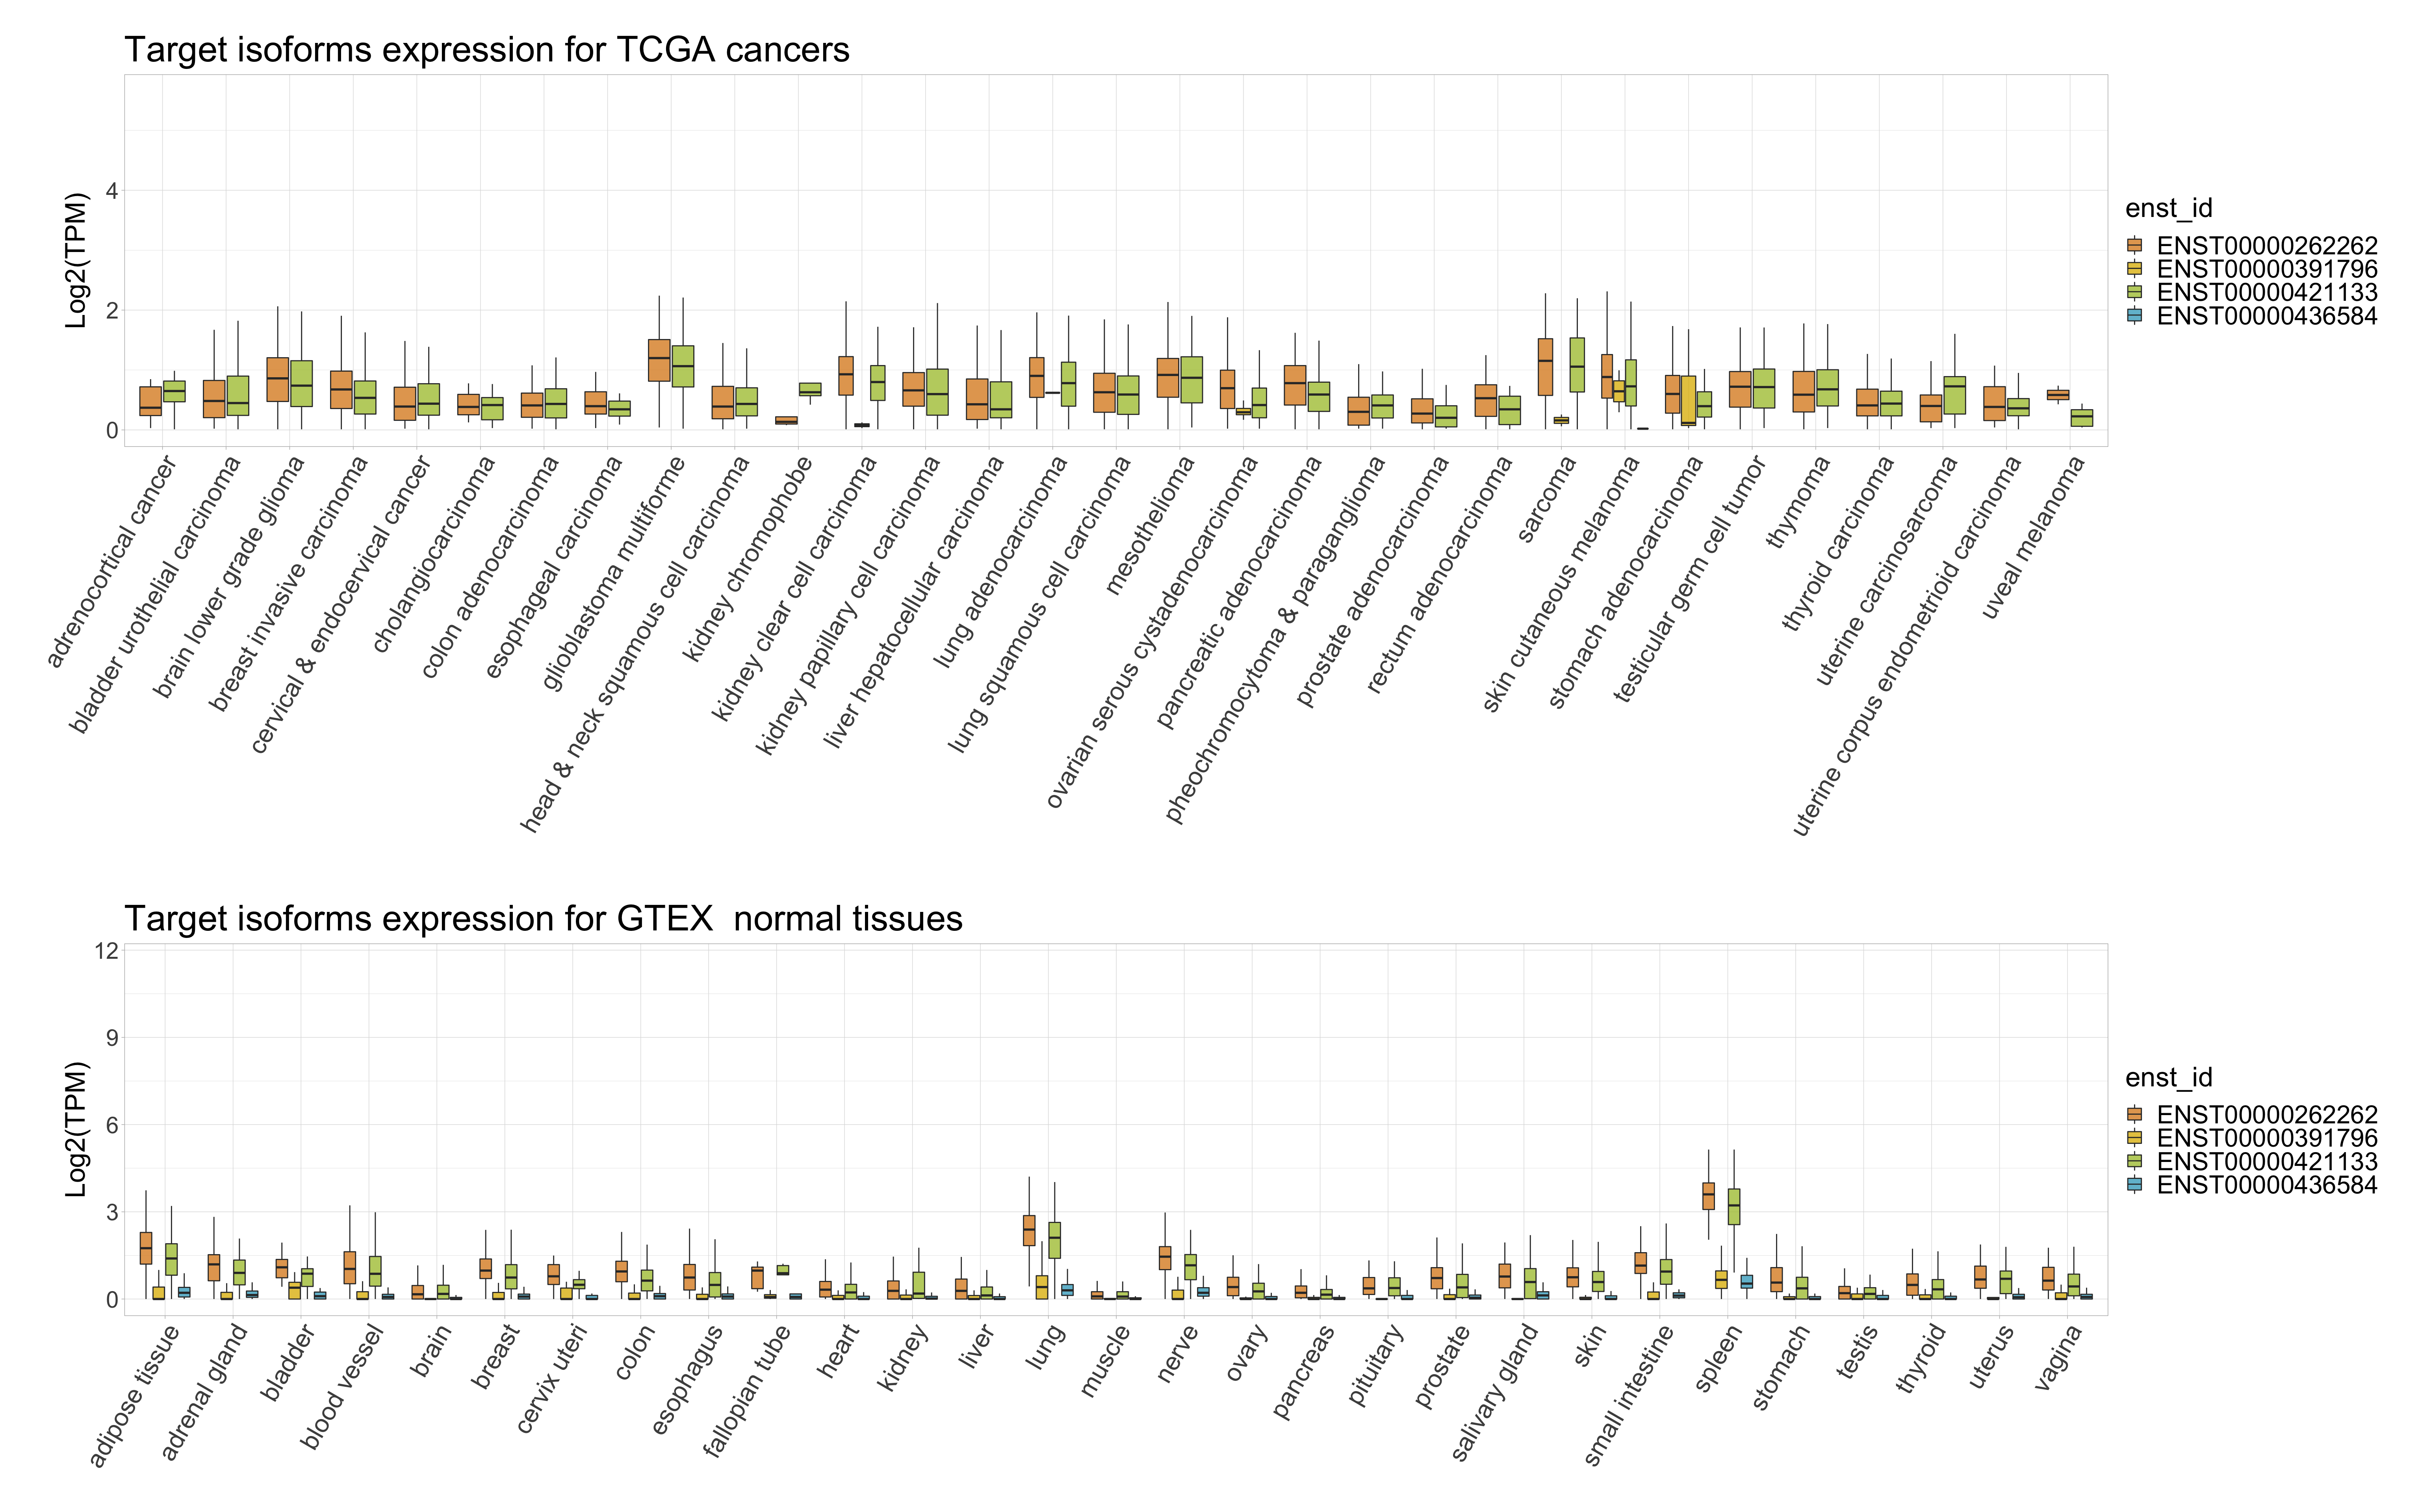 Target isoforms expression for TCGA cancers
Log2(TPM)
4
2
0
adrenocortical cancer
bladder urothelial carcinoma
brain lower grade glioma
breast invasive carcinoma
cervical & endocervical cancer
cholangiocarcinoma
colon adenocarcinoma
esophageal carcinoma
glioblastoma multiforme
head & neck squamous cell carcinoma
kidney chromophobe
kidney clear cell carcinoma
kidney papillary cell carcinoma
liver hepatocellular carcinoma
lung adenocarcinoma
lung squamous cell carcinoma
mesothelioma
ovarian serous cystadenocarcinoma
pancreatic adenocarcinoma
pheochromocytoma & paraganglioma
prostate adenocarcinoma
rectum adenocarcinoma
sarcoma
skin cutaneous melanoma
stomach adenocarcinoma
testicular germ cell tumor
thymoma
thyroid carcinoma
uterine carcinosarcoma
uterine corpus endometrioid carcinoma
uveal melanoma
enst_id
ENST00000262262
ENST00000391796
ENST00000421133
ENST00000436584
Target isoforms expression for GTEX  normal tissues
Log2(TPM)
12
9
6
3
0
adipose tissue
adrenal gland
bladder
blood vessel
brain
breast
cervix uteri
colon
esophagus
fallopian tube
heart
kidney
liver
lung
muscle
nerve
ovary
pancreas
pituitary
prostate
salivary gland
skin
small intestine
spleen
stomach
testis
thyroid
uterus
vagina
enst_id
ENST00000262262
ENST00000391796
ENST00000421133
ENST00000436584